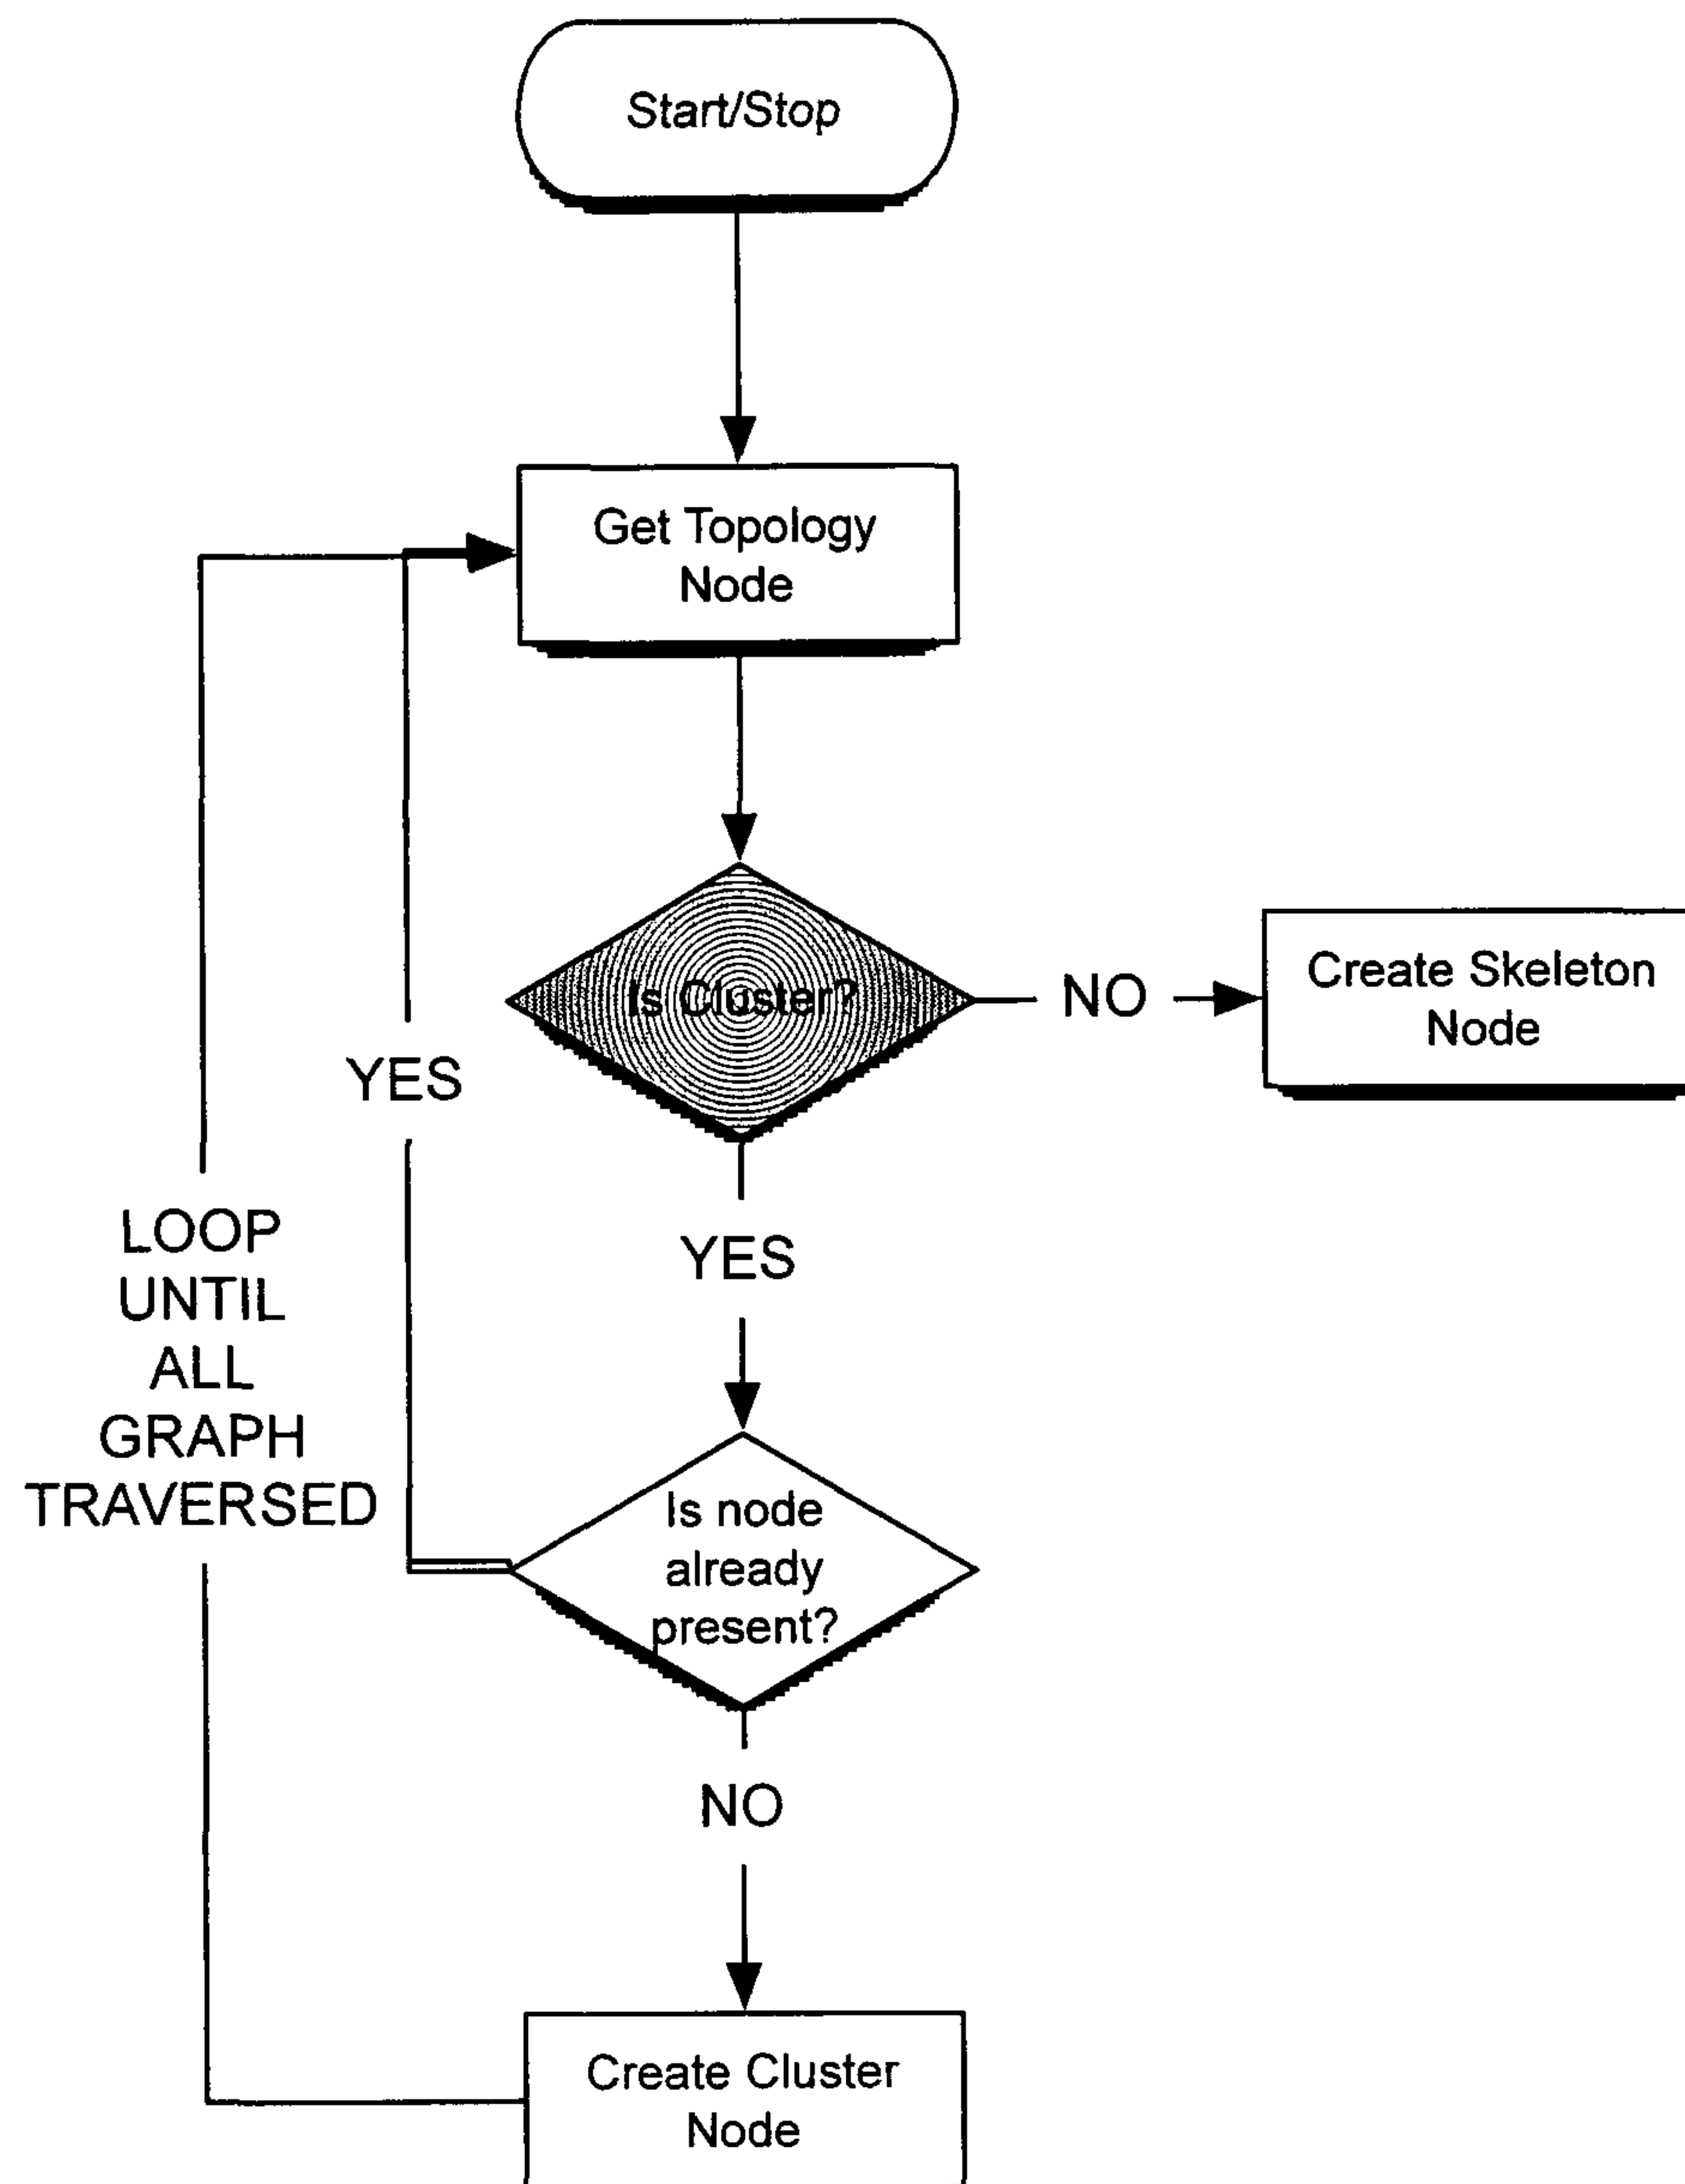 Start/Stop
Get Topology
Node
Is Cluster?
NO
Create Skeleton
Node
YES
YES
LOOP
UNTIL
ALL
GRAPH
TRAVERSED
Is node
already
present?
NO
Create Cluster
Node